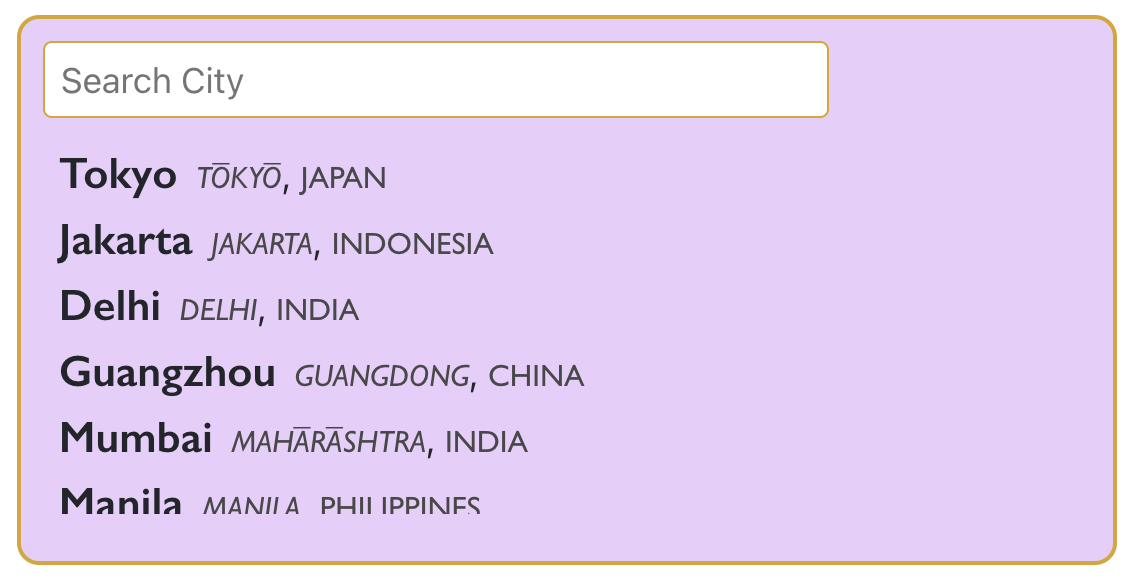 Search City
Tokyo TŌKYŌ, JAPAN
Jakarta JAKARTA, INDONESIA
Delhi DELHI, INDIA
Guangzhou GUANGDONG, CHINA
Mumbai MAHĀRĀSHTRA, INDIA
Manila MANILA, PHILIPPINES